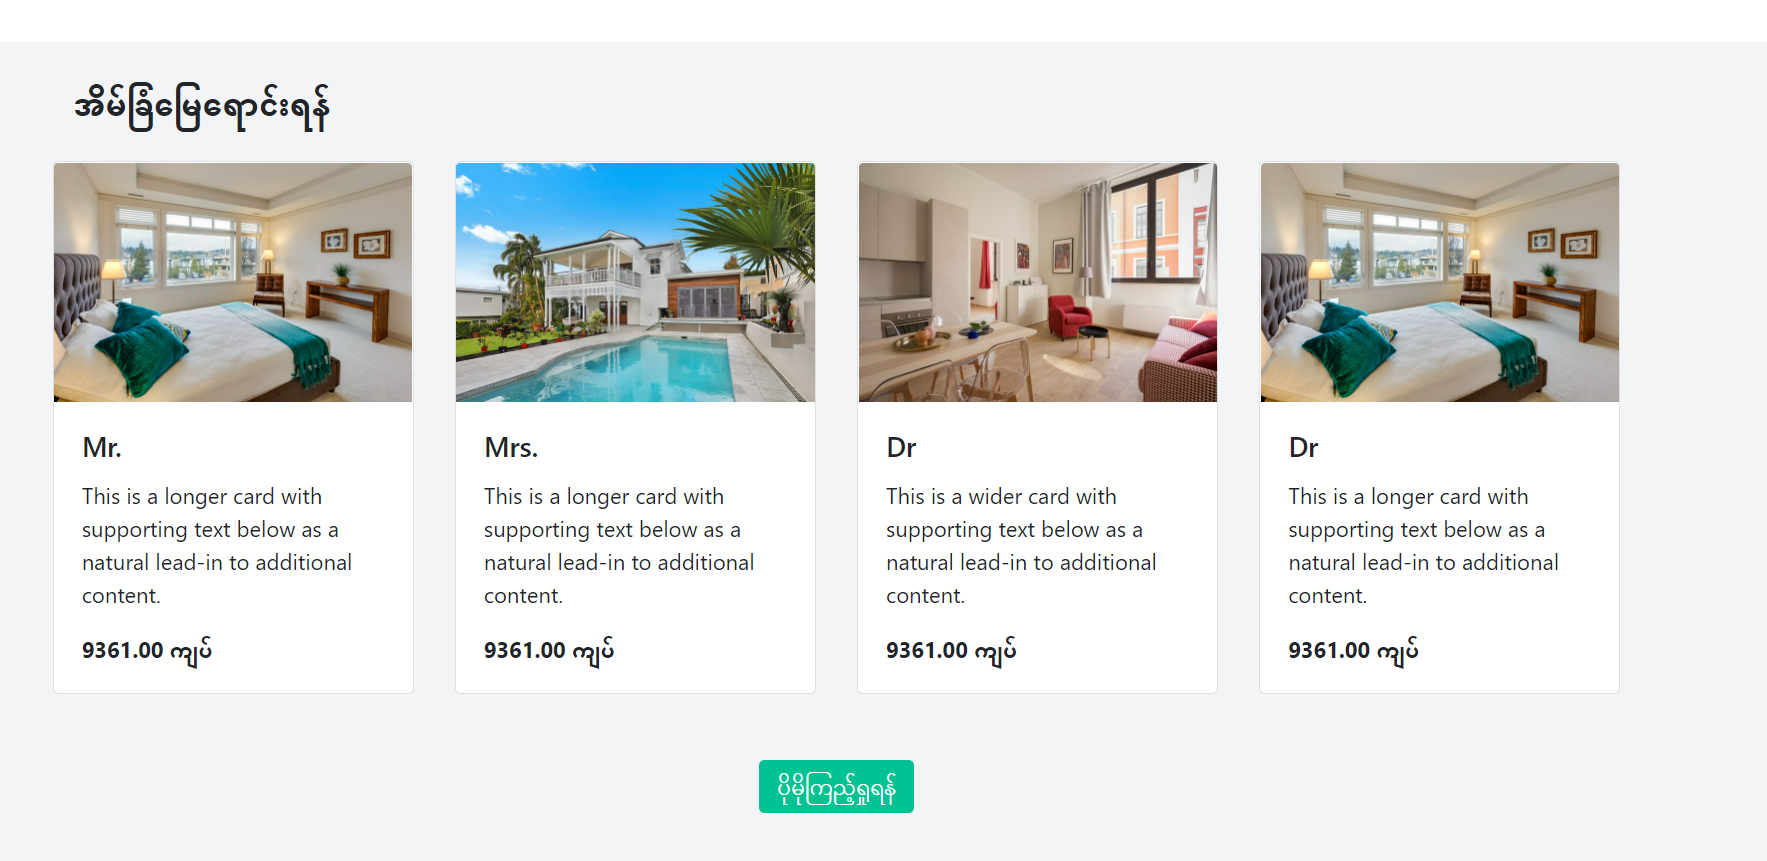 အိမ်ခြံမြေရောင်းရန်
Mr.
This is a longer card with
supporting text below as a
natural lead-in to additional
content.
9361.00 ကျပ်
Mrs.
This is a longer card with
supporting text below as a
natural lead-in to additional
content.
9361.00 ကျပ်
Dr
This is a wider card with
supporting text below as a
natural lead-in to additional
content.
9361.00 ကျပ်
Dr
This is a longer card with
supporting text below as a
natural lead-in to additional
content.
9361.00 ကျပ်
ပိုမိုကြည့်ရှုရန်